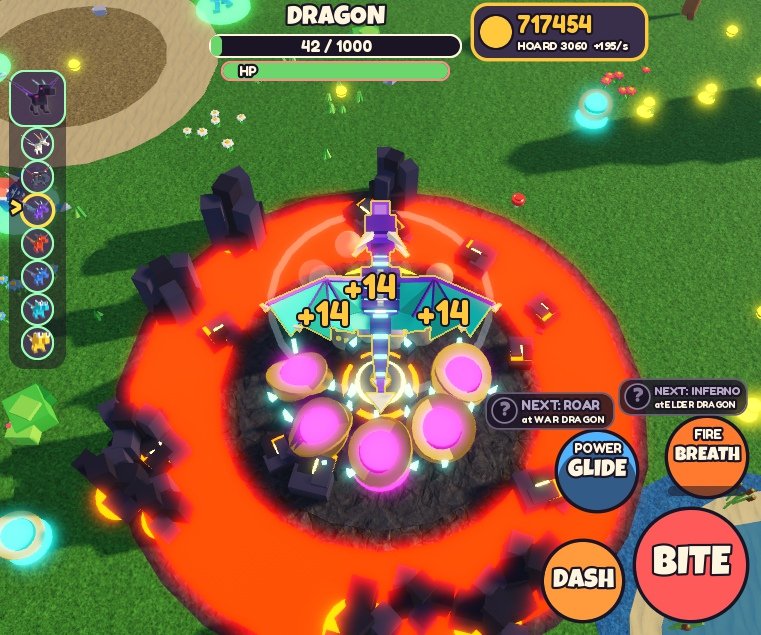 DRAGON
42 / 1000
717454
HOARD 3060 +195/s
HP
>
+14
+14
+14
? NEXT: ROAR
at WAR DRAGON
? NEXT: INFERNO
at ELDER DRAGON
POWER
GLIDE
FIRE
BREATH
DASH
BITE